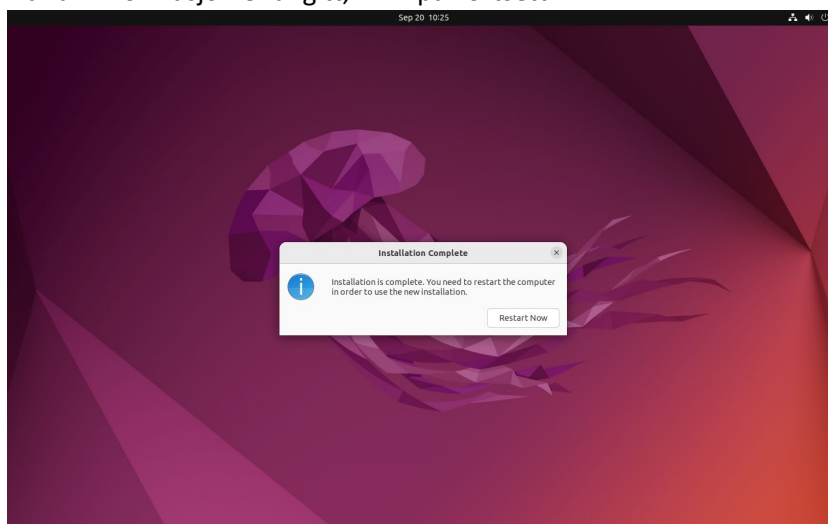 Sep 20 10:25
Installation Complete
Installation is complete. You need to restart the computer
in order to use the new installation.
Restart Now